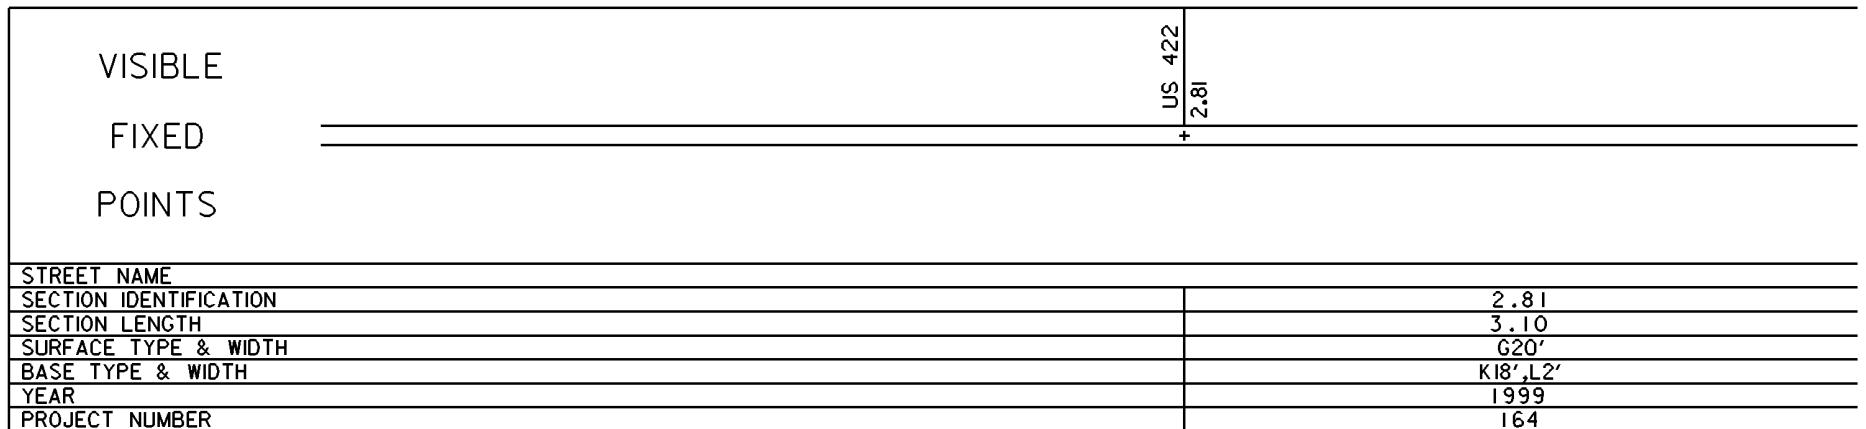 VISIBLE
FIXED
POINTS
US 422
2.81
STREET NAME
SECTION IDENTIFICATION 2.81
SECTION LENGTH 3.10
SURFACE TYPE & WIDTH G20'
BASE TYPE & WIDTH K18',L2'
YEAR 1999
PROJECT NUMBER 164